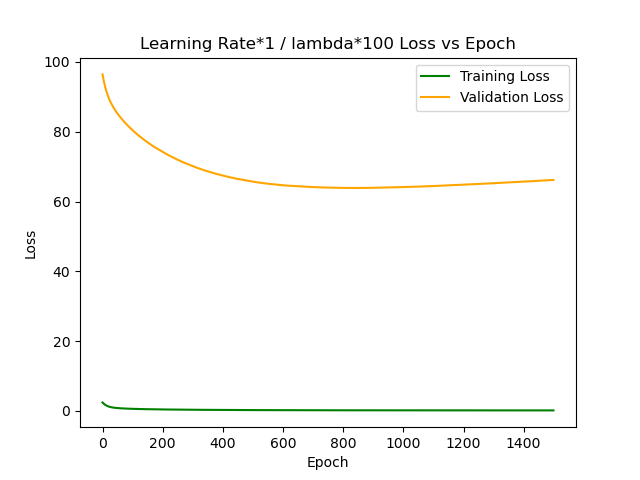 Learning Rate*1 / lambda*100 Loss vs Epoch
Training Loss
Validation Loss
100
80
60
40
20
0
Loss
0 200 400 600 800 1000 1200 1400
Epoch